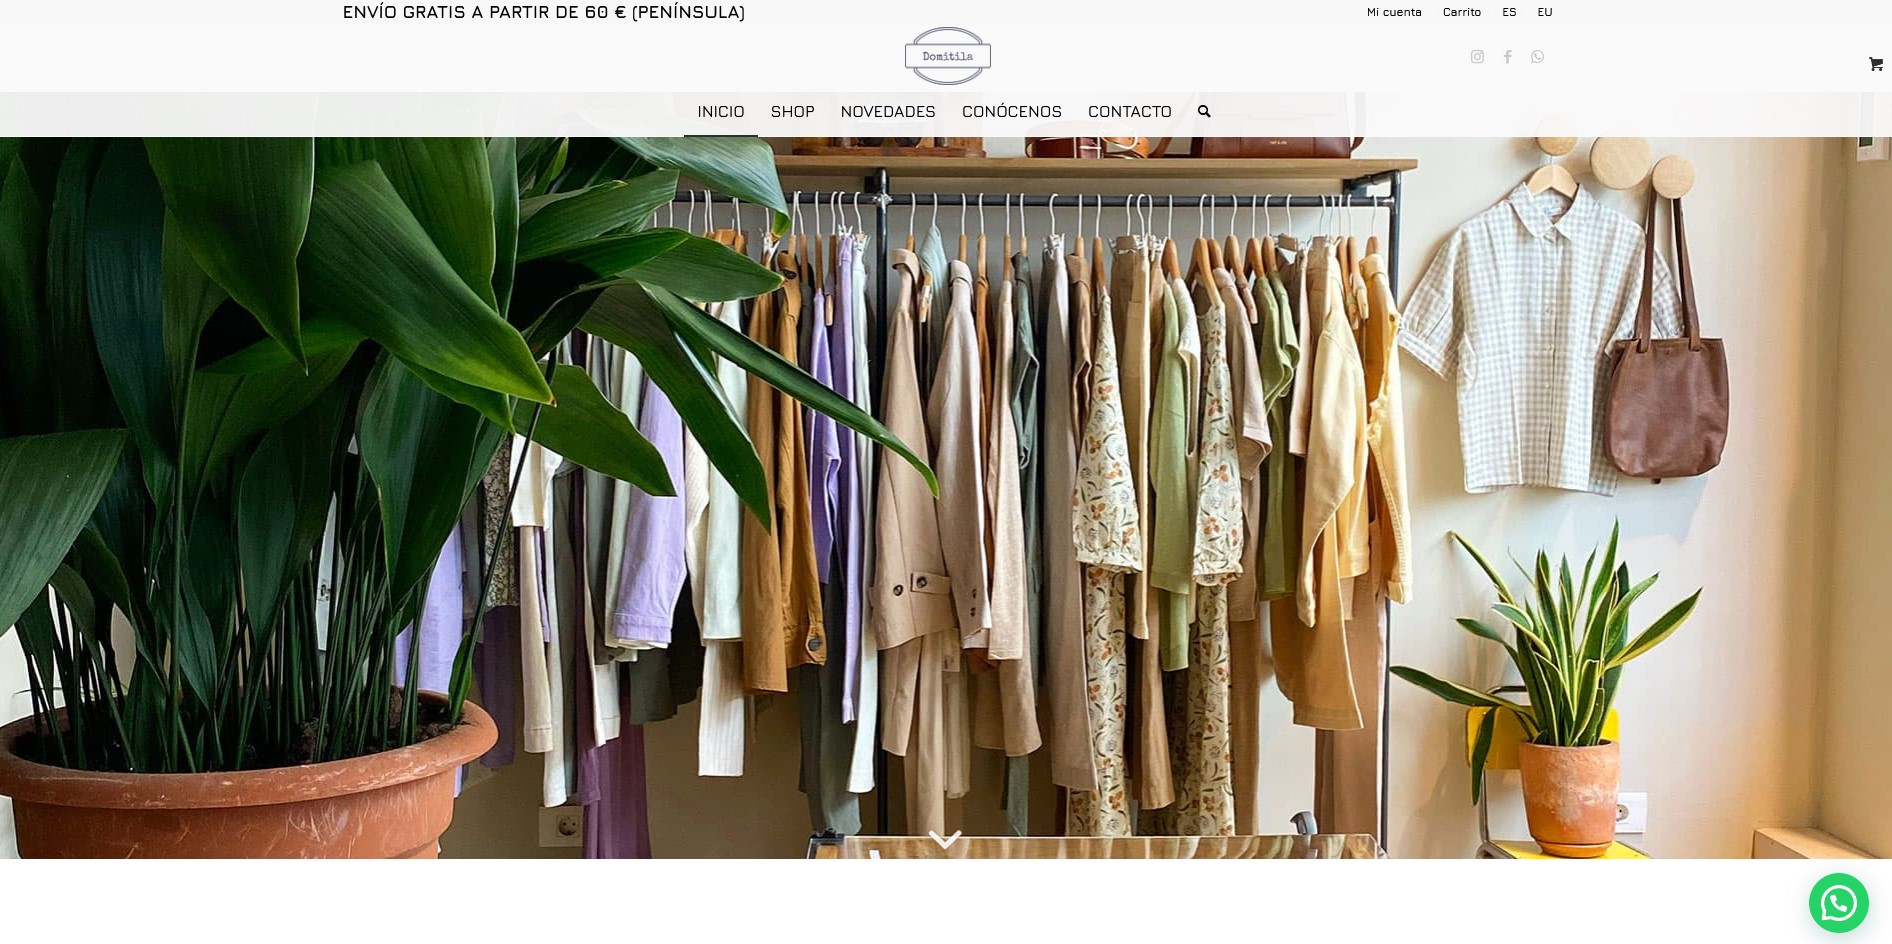 ENVÍO GRATIS A PARTIR DE 60 € (PENÍNSULA)
Mi cuenta Carrito ES EU
Domitila
INICIO SHOP NOVEDADES CONÓCENOS CONTACTO